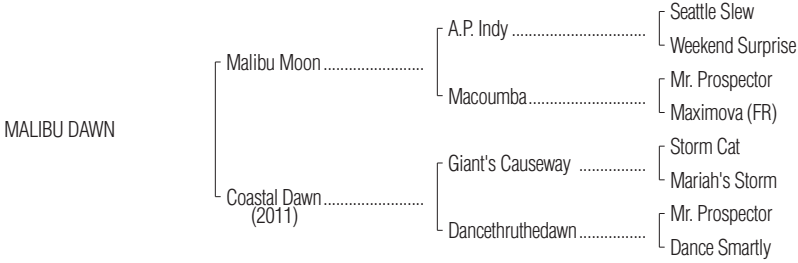 Seattle Slew
A.P. Indy ................................
Weekend Surprise
Malibu Moon........................
Mr. Prospector
Macoumba............................
Maximova (FR)
MALIBU DAWN
Storm Cat
Giant's Causeway ................
Mariah's Storm
Coastal Dawn........................
(2011)
Mr. Prospector
Dancethruthedawn................
Dance Smartly